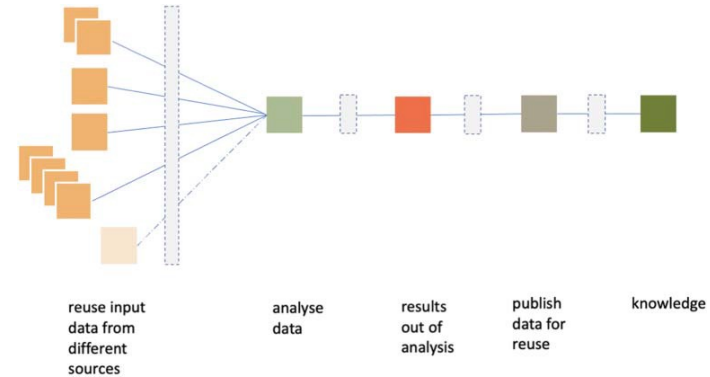 reuse input
data from
different
sources
analyse
data
results
out of
analysis
publish
data for
reuse
knowledge